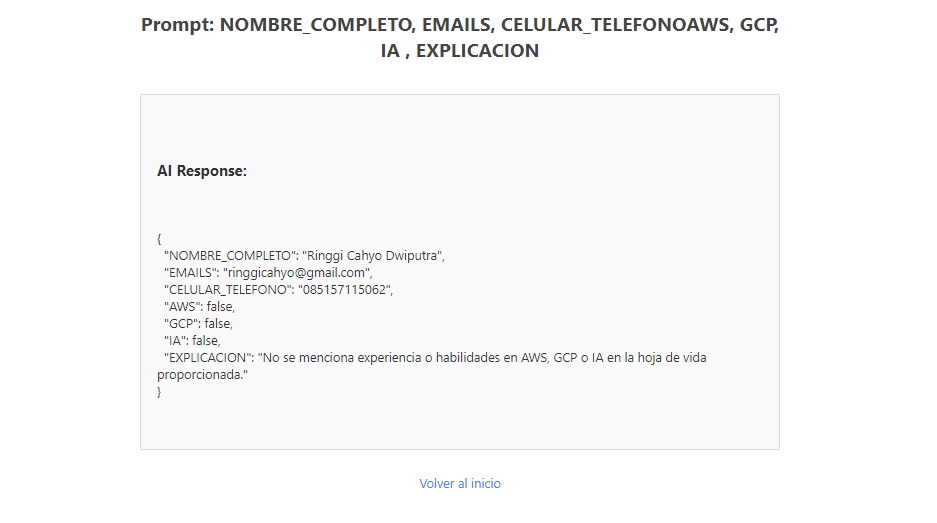 Prompt: NOMBRE_COMPLETO, EMAILS, CELULAR_TELEFONOAWS, GCP,
IA , EXPLICACION
AI Response:
{
"NOMBRE_COMPLETO": "Ringgi Cahyo Dwiputra",
"EMAILS": "ringgicahyo@gmail.com",
"CELULAR_TELEFONO": "085157115062",
"AWS": false,
"GCP": false,
"IA": false,
"EXPLICACION": "No se menciona experiencia o habilidades en AWS, GCP o IA en la hoja de vida
proporcionada."
}
Volver al inicio